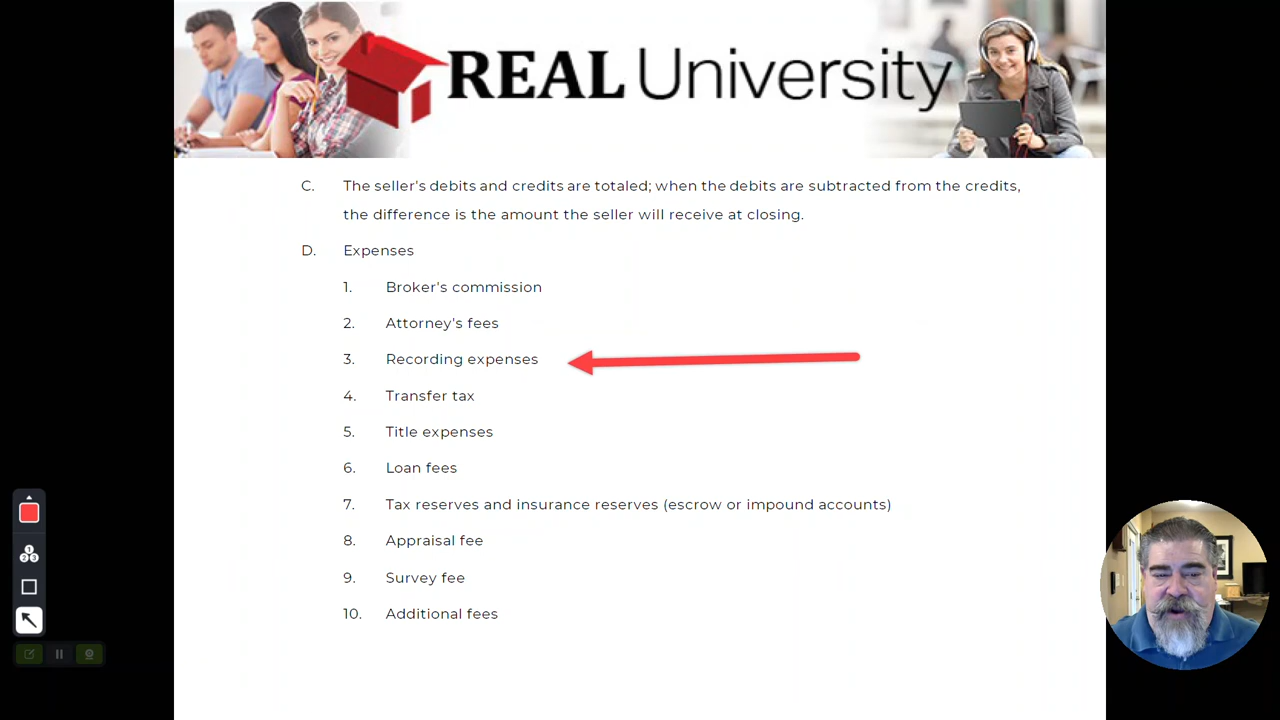 REAL University
C. The seller's debits and credits are totaled; when the debits are subtracted from the credits,
the difference is the amount the seller will receive at closing.
D. Expenses
1. Broker's commission
2. Attorney's fees
3. Recording expenses
4. Transfer tax
5. Title expenses
6. Loan fees
7. Tax reserves and insurance reserves (escrow or impound accounts)
8. Appraisal fee
9. Survey fee
10. Additional fees